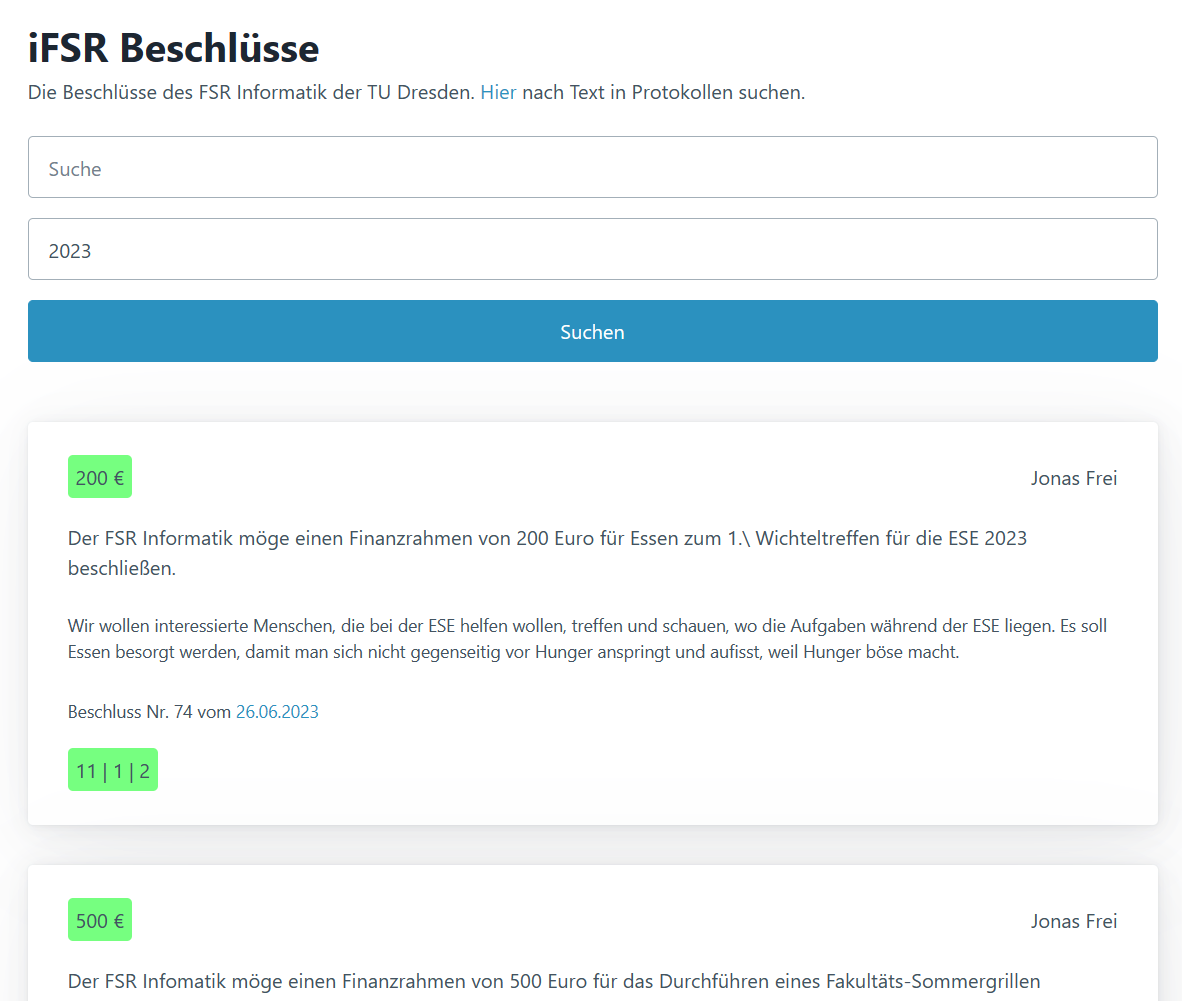 iFSR Beschlüsse
Die Beschlüsse des FSR Informatik der TU Dresden. Hier nach Text in Protokollen suchen.
Suche
2023
Suchen
200 €
Jonas Frei
Der FSR Informatik möge einen Finanzrahmen von 200 Euro für Essen zum 1.\ Wichteltreffen für die ESE 2023
beschließen.
Wir wollen interessierte Menschen, die bei der ESE helfen wollen, treffen und schauen, wo die Aufgaben während der ESE liegen. Es soll
Essen besorgt werden, damit man sich nicht gegenseitig vor Hunger anspringt und aufisst, weil Hunger böse macht.
Beschluss Nr. 74 vom 26.06.2023
11 | 1 | 2
500 €
Jonas Frei
Der FSR Infomatik möge einen Finanzrahmen von 500 Euro für das Durchführen eines Fakultäts-Sommergrillen